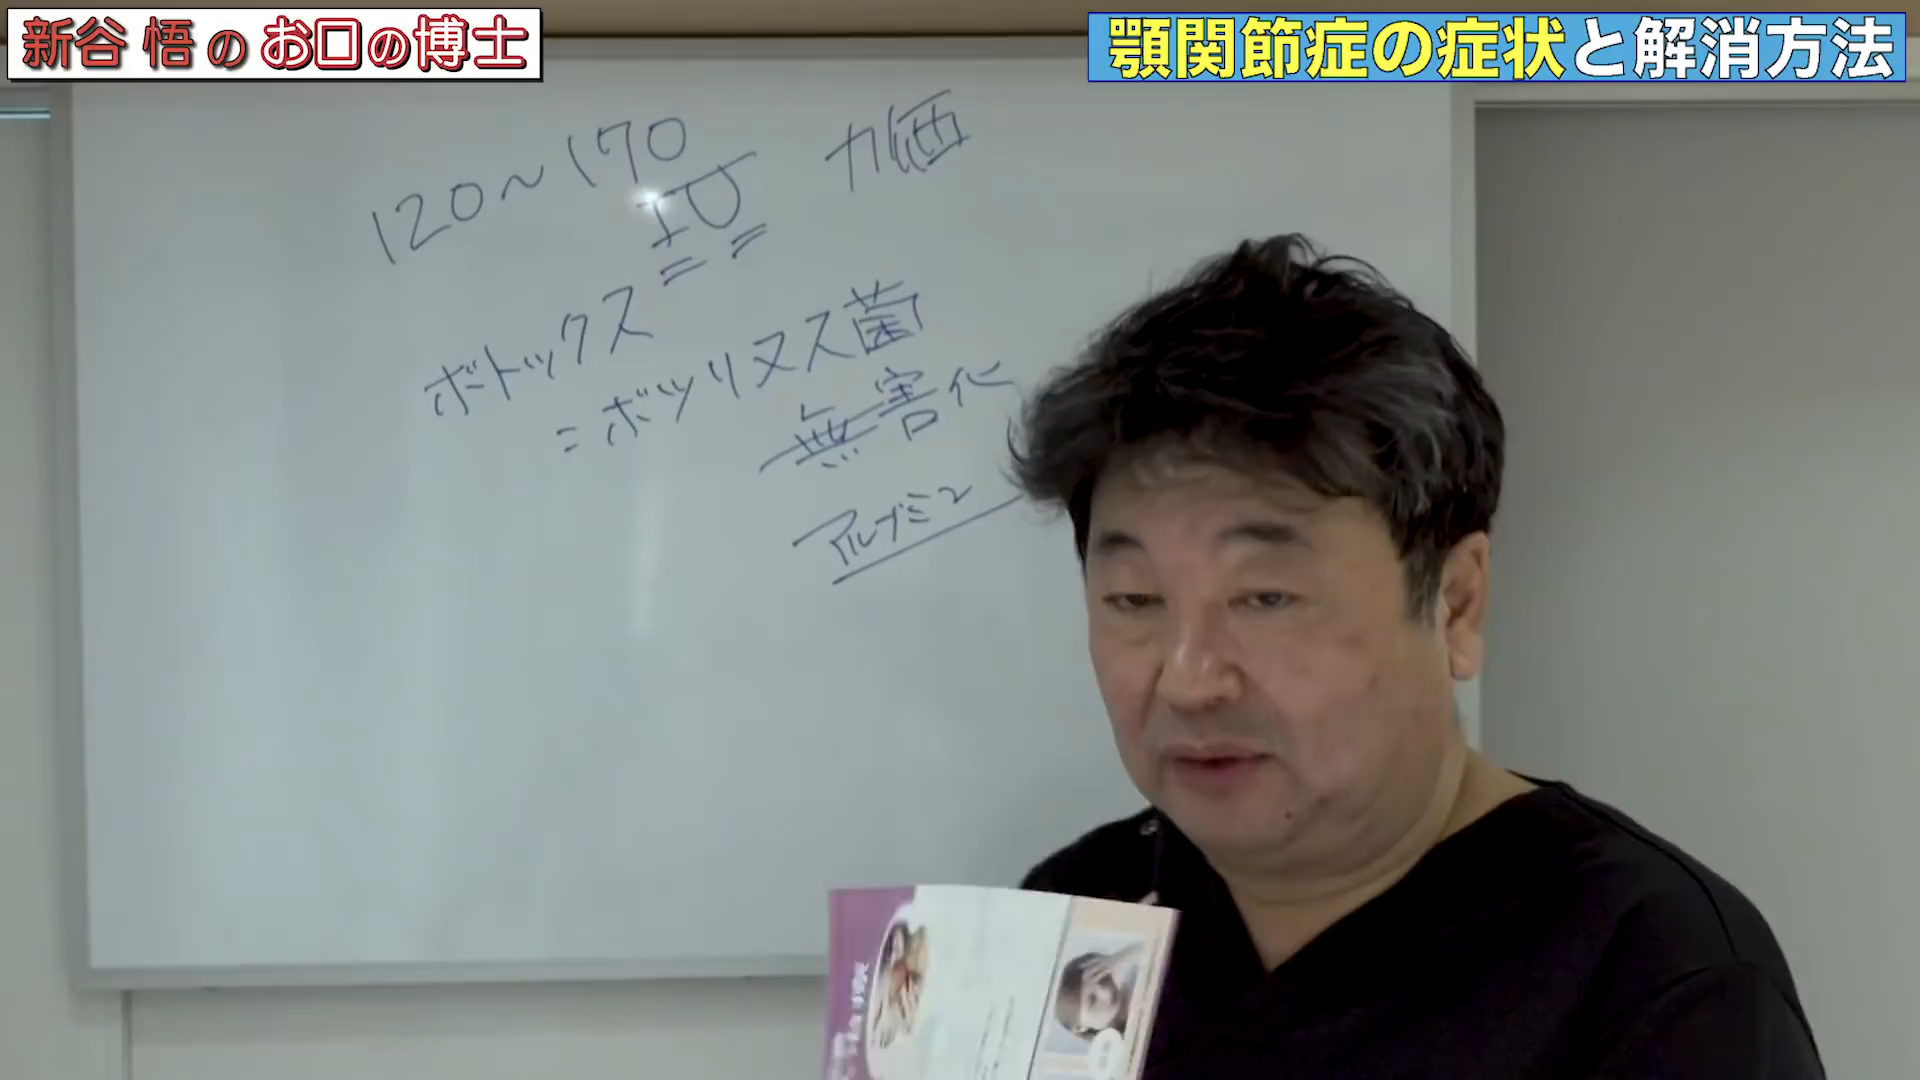 新谷 悟 の お口の博士
顎関節症の症状と解消方法
120～170
IU
力価
ボトックス
=ボツリヌス菌
無害化
アルブミン